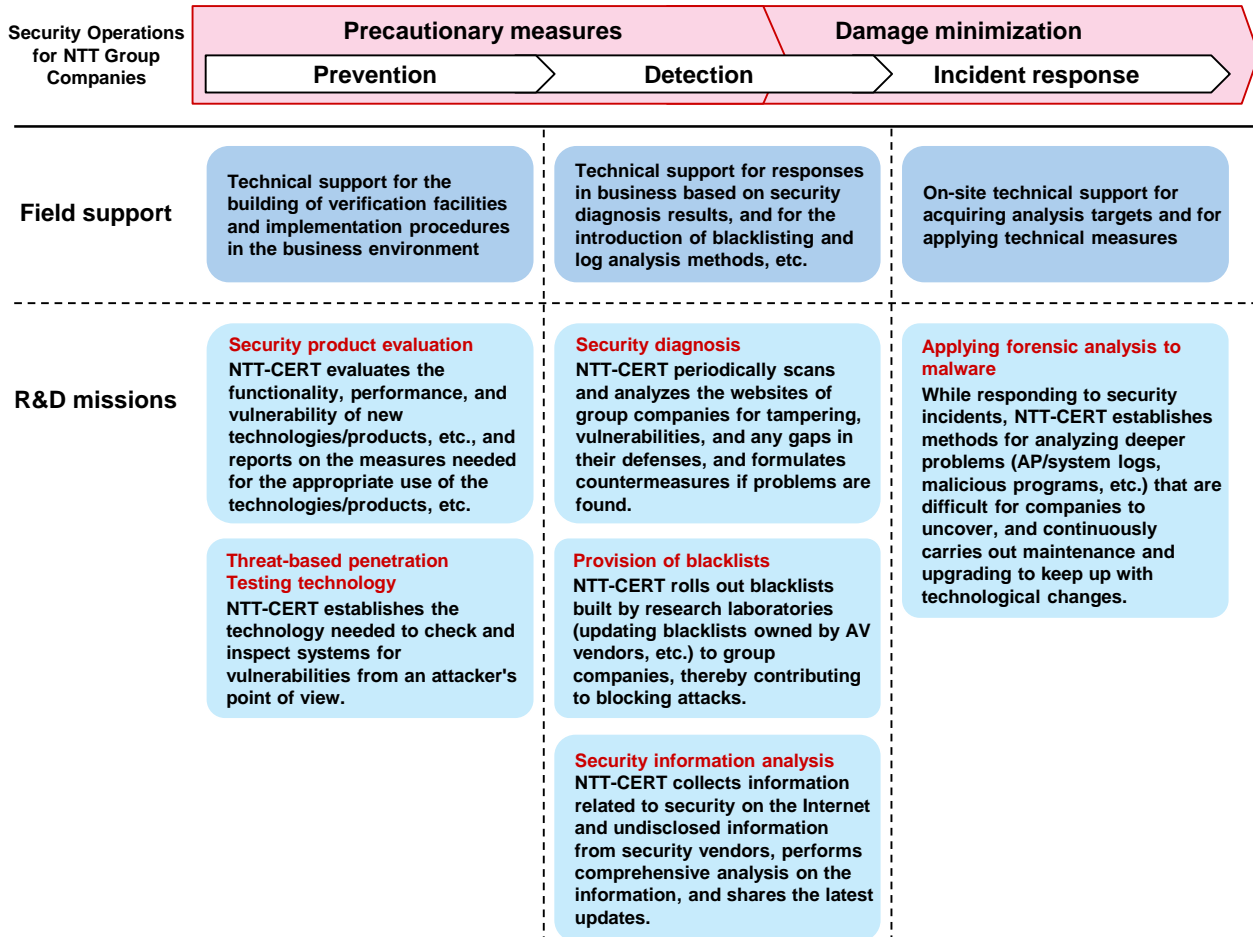 Security Operations
for NTT Group
Companies
Precautionary measures
Damage minimization
Prevention
Detection
Incident response
Field support
Technical support for the
building of verification facilities
and implementation procedures
in the business environment
Technical support for responses
in business based on security
diagnosis results, and for the
introduction of blacklisting and
log analysis methods, etc.
On-site technical support for
acquiring analysis targets and for
applying technical measures
R&D missions
Security product evaluation
NTT-CERT evaluates the
functionality, performance, and
vulnerability of new
technologies/products, etc., and
reports on the measures needed
for the appropriate use of the
technologies/products, etc.
Threat-based penetration
Testing technology
NTT-CERT establishes the
technology needed to check and
inspect systems for
vulnerabilities from an attacker's
point of view.
Security diagnosis
NTT-CERT periodically scans
and analyzes the websites of
group companies for tampering,
vulnerabilities, and any gaps in
their defenses, and formulates
countermeasures if problems are
found.
Provision of blacklists
NTT-CERT rolls out blacklists
built by research laboratories
(updating blacklists owned by AV
vendors, etc.) to group
companies, thereby contributing
to blocking attacks.
Security information analysis
NTT-CERT collects information
related to security on the Internet
and undisclosed information
from security vendors, performs
comprehensive analysis on the
information, and shares the latest
updates.
Applying forensic analysis to
malware
While responding to security
incidents, NTT-CERT establishes
methods for analyzing deeper
problems (AP/system logs,
malicious programs, etc.) that are
difficult for companies to
uncover, and continuously
carries out maintenance and
upgrading to keep up with
technological changes.